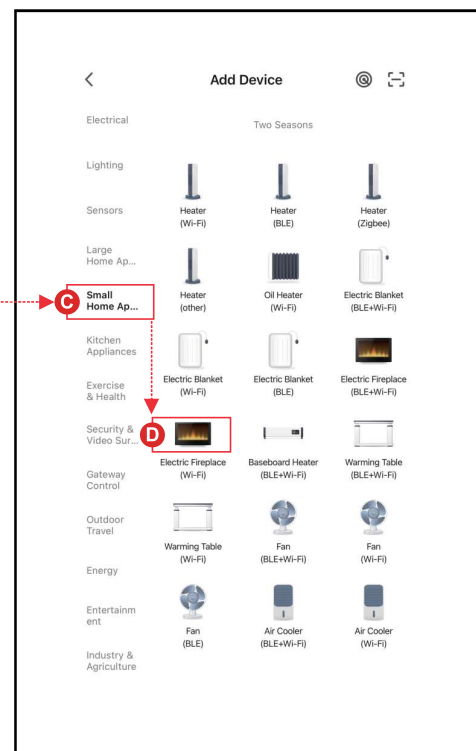 Add Device
Electrical
Lighting
Sensors
Large
Home Ap...
C
Small
Home Ap...
Kitchen
Appliances
Exercise
& Health
Security &
Video Sur...
Gateway
Control
Outdoor
Travel
Energy
Entertainm
ent
Industry &
Agriculture
Two Seasons
Heater
(Wi-Fi)
Heater
(BLE)
Heater
(Zigbee)
Heater
(other)
Oil Heater
(Wi-Fi)
Electric Blanket
(BLE+Wi-Fi)
Electric Blanket
(Wi-Fi)
Electric Blanket
(BLE)
Electric Fireplace
(BLE+Wi-Fi)
D
Electric Fireplace
(Wi-Fi)
Baseboard Heater
(BLE+Wi-Fi)
Warming Table
(BLE+Wi-Fi)
Warming Table
(Wi-Fi)
Fan
(BLE+Wi-Fi)
Fan
(Wi-Fi)
Fan
(BLE)
Air Cooler
(BLE+Wi-Fi)
Air Cooler
(Wi-Fi)